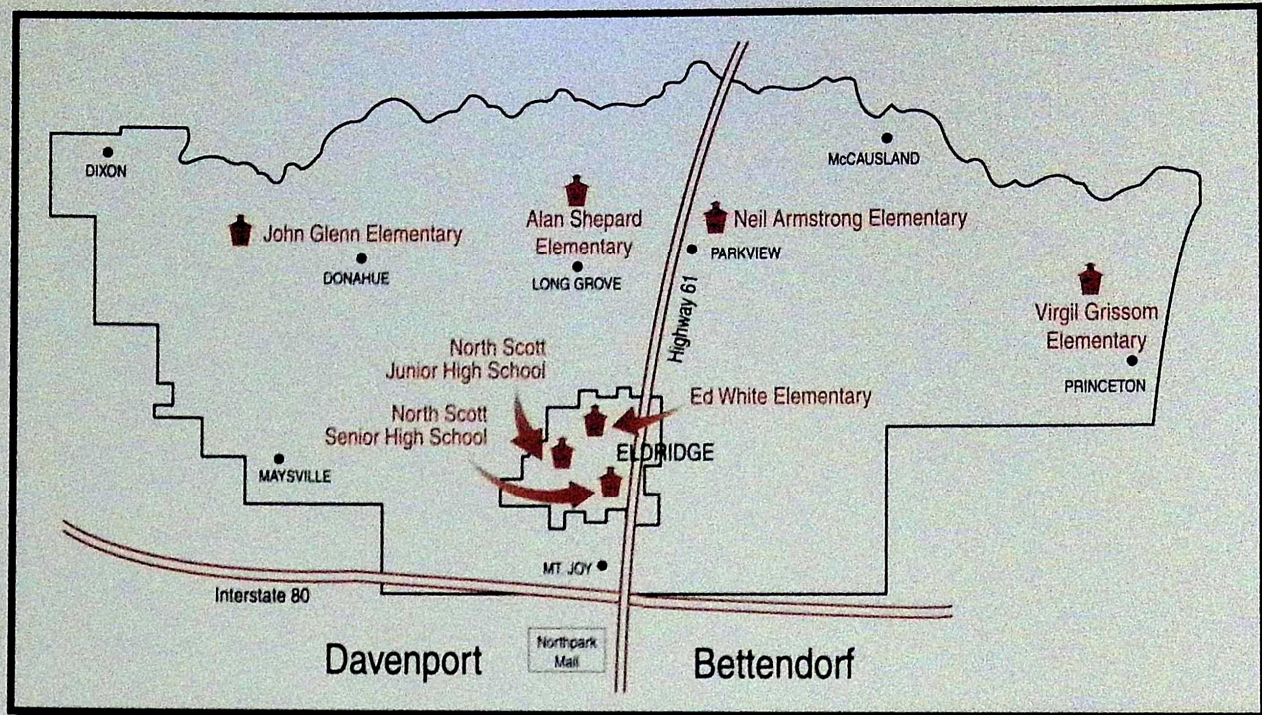 DIXON
McCAUSLAND
John Glenn Elementary
DONAHUE
Alan Shepard
Elementary
LONG GROVE
Neil Armstrong Elementary
PARKVIEW
Highway 61
Virgil Grissom
Elementary
PRINCETON
North Scott
Junior High School
North Scott
Senior High School
Ed White Elementary
ELDRIDGE
MAYSVILLE
MT JOY
Interstate 80
Davenport
Northpark
Mall
Bettendorf